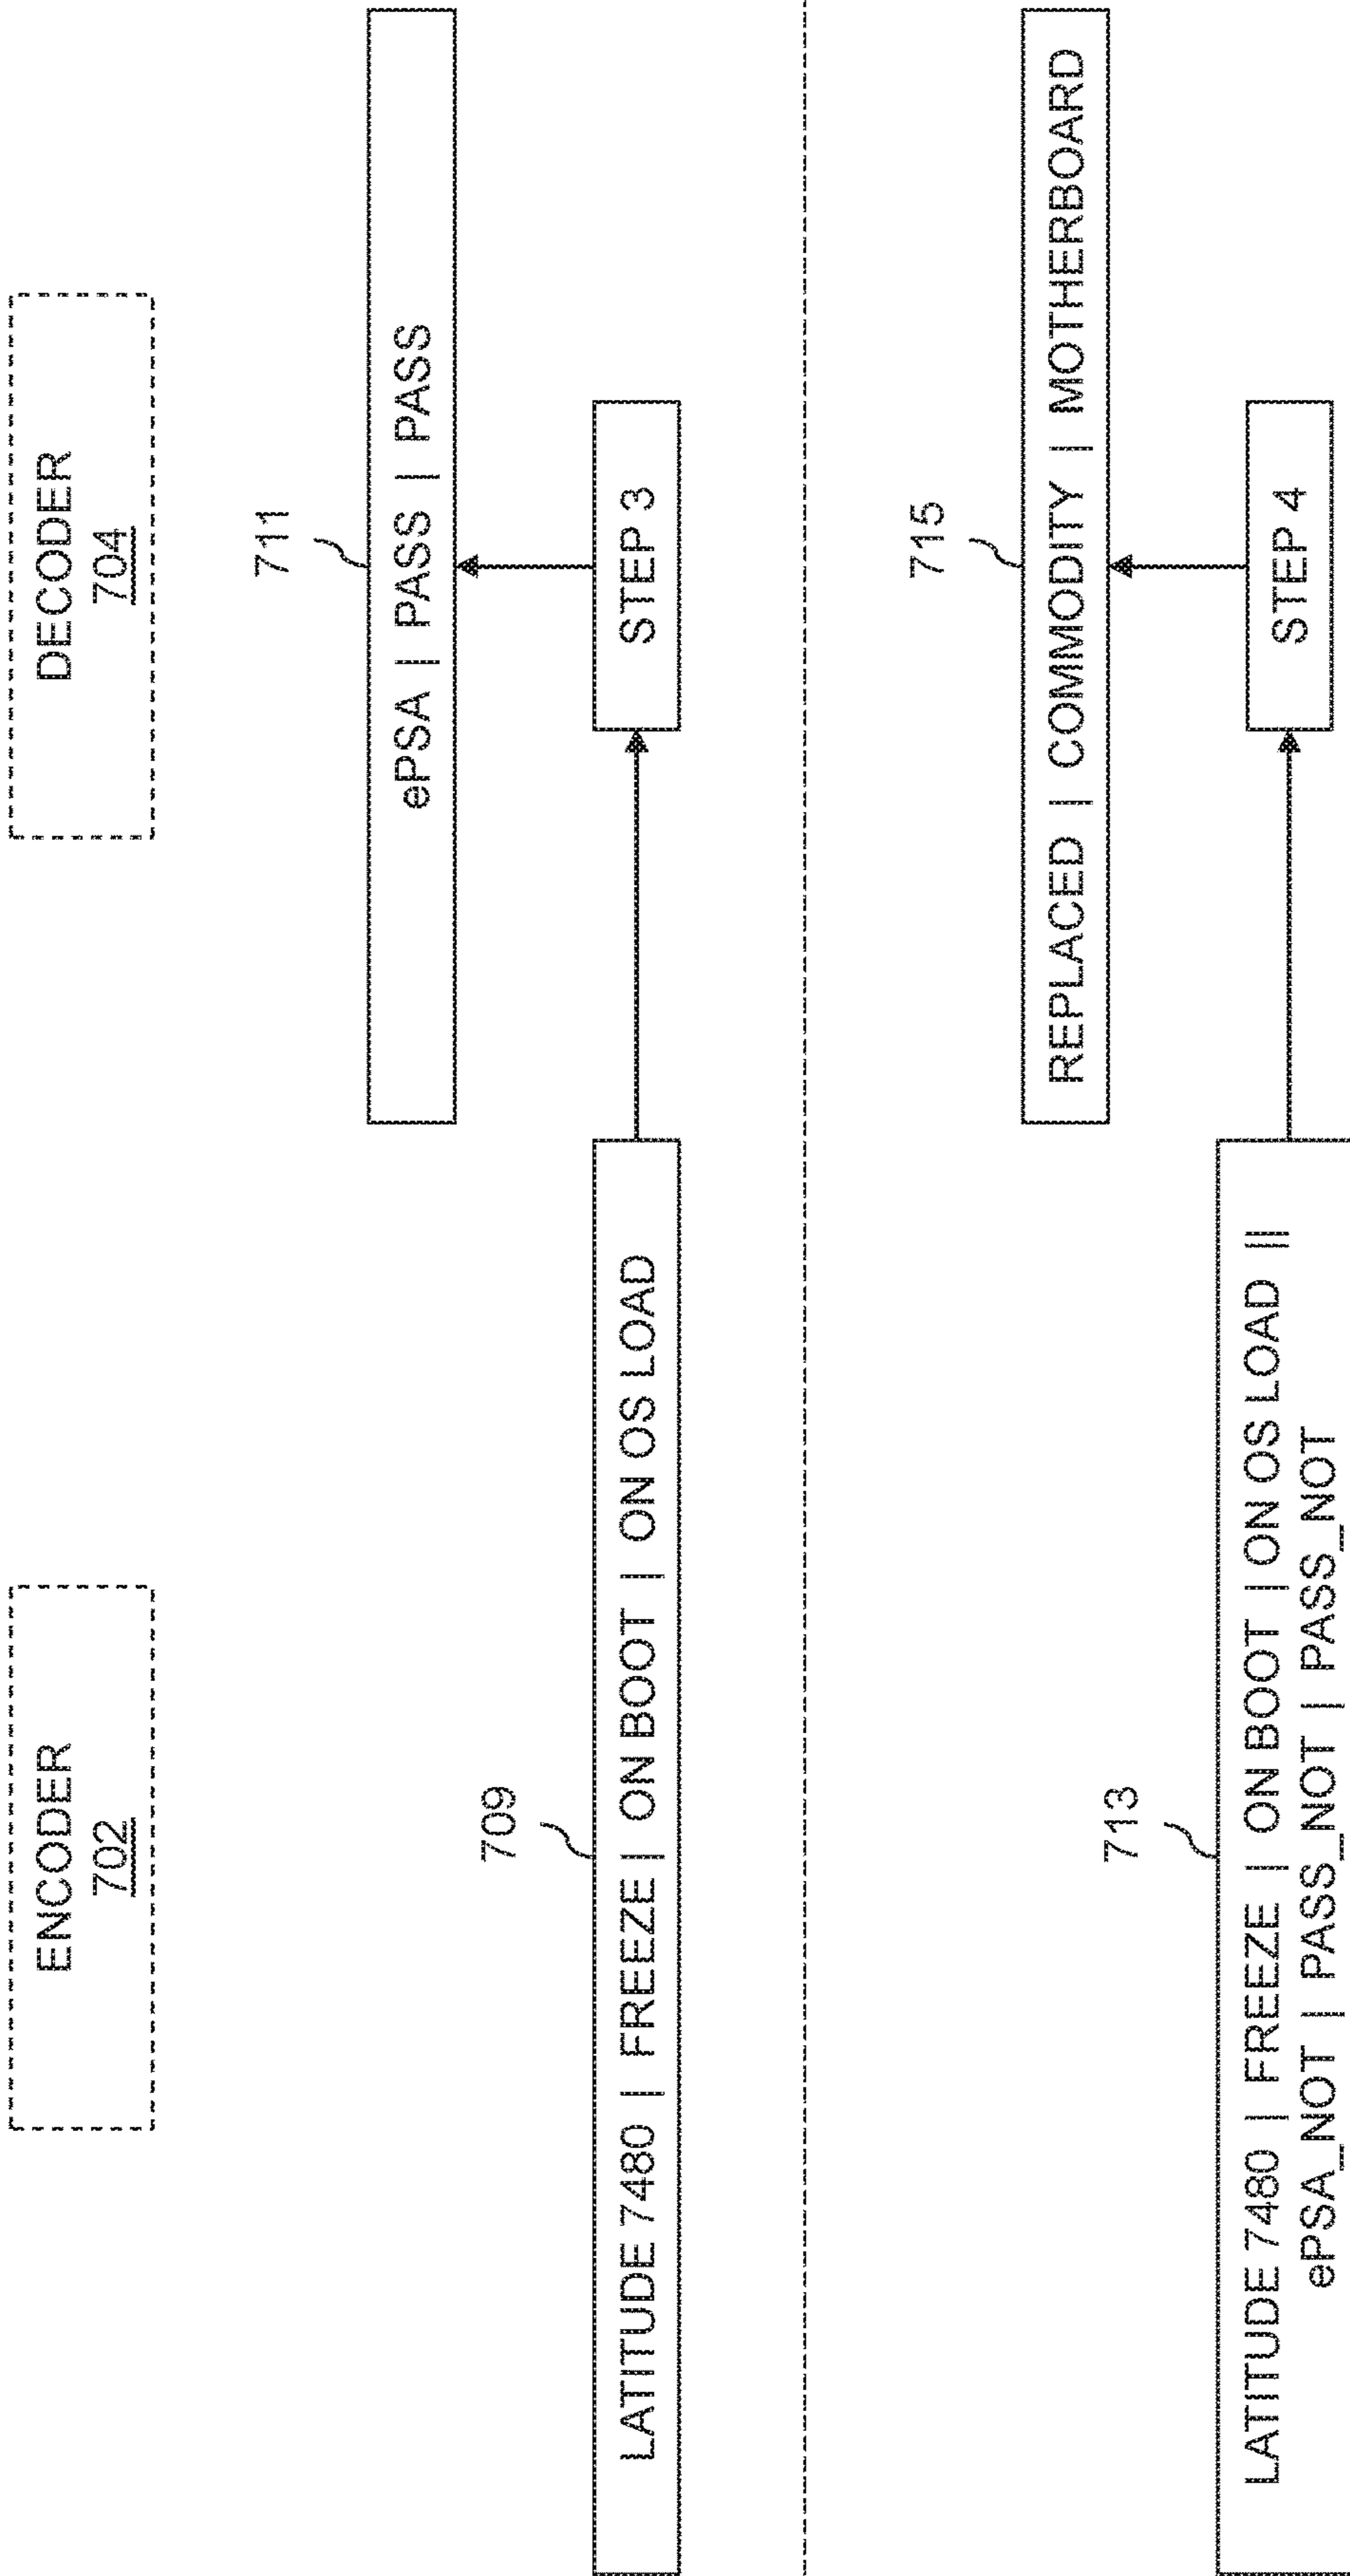 ENCODER
702
DECODER
704
711
ePSA | PASS | PASS
709
LATITUDE 7480 | FREEZE | ON BOOT | ON OS LOAD
STEP 3
715
REPLACED | COMMODITY | MOTHERBOARD
713
LATITUDE 7480 | FREEZE | ON BOOT | ON OS LOAD ||
ePSA_NOT | PASS_NOT | PASS_NOT
STEP 4